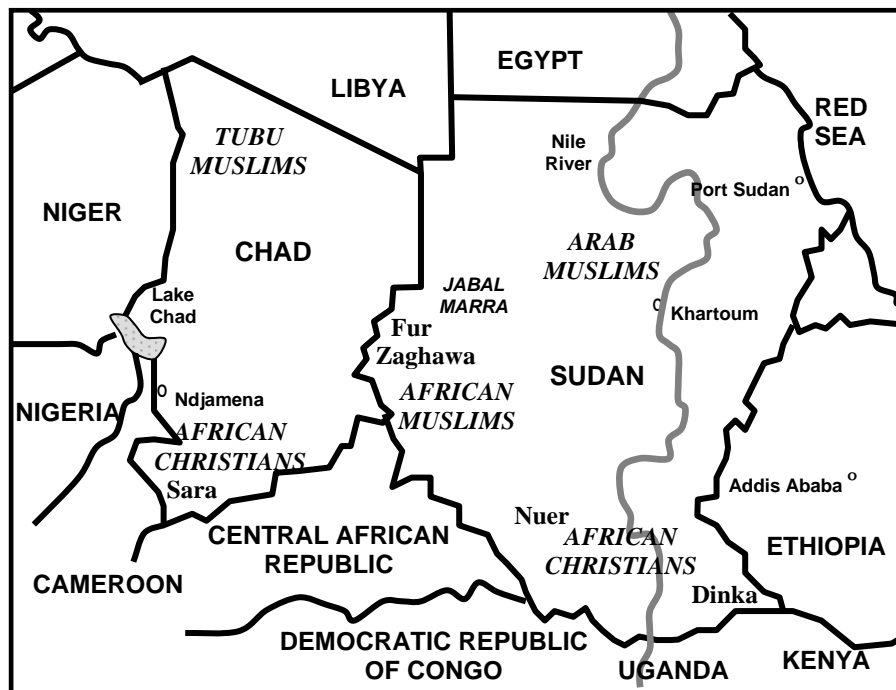 EGYPT
LIBYA
RED
SEA
TUBU
MUSLIMS
Nile
River
Port Sudan
NIGER
CHAD
ARAB
MUSLIMS
JABAL
MARRA
Lake
Chad
Khartoum
Fur
Zaghawa
SUDAN
AFRICAN
MUSLIMS
NIGERIA
Ndjamena
AFRICAN
CHRISTIANS
Sara
Addis Ababa
Nuer
AFRICAN
CHRISTIANS
ETHIOPIA
CENTRAL AFRICAN
REPUBLIC
CAMEROON
Dinka
DEMOCRATIC REPUBLIC
OF CONGO
UGANDA
KENYA